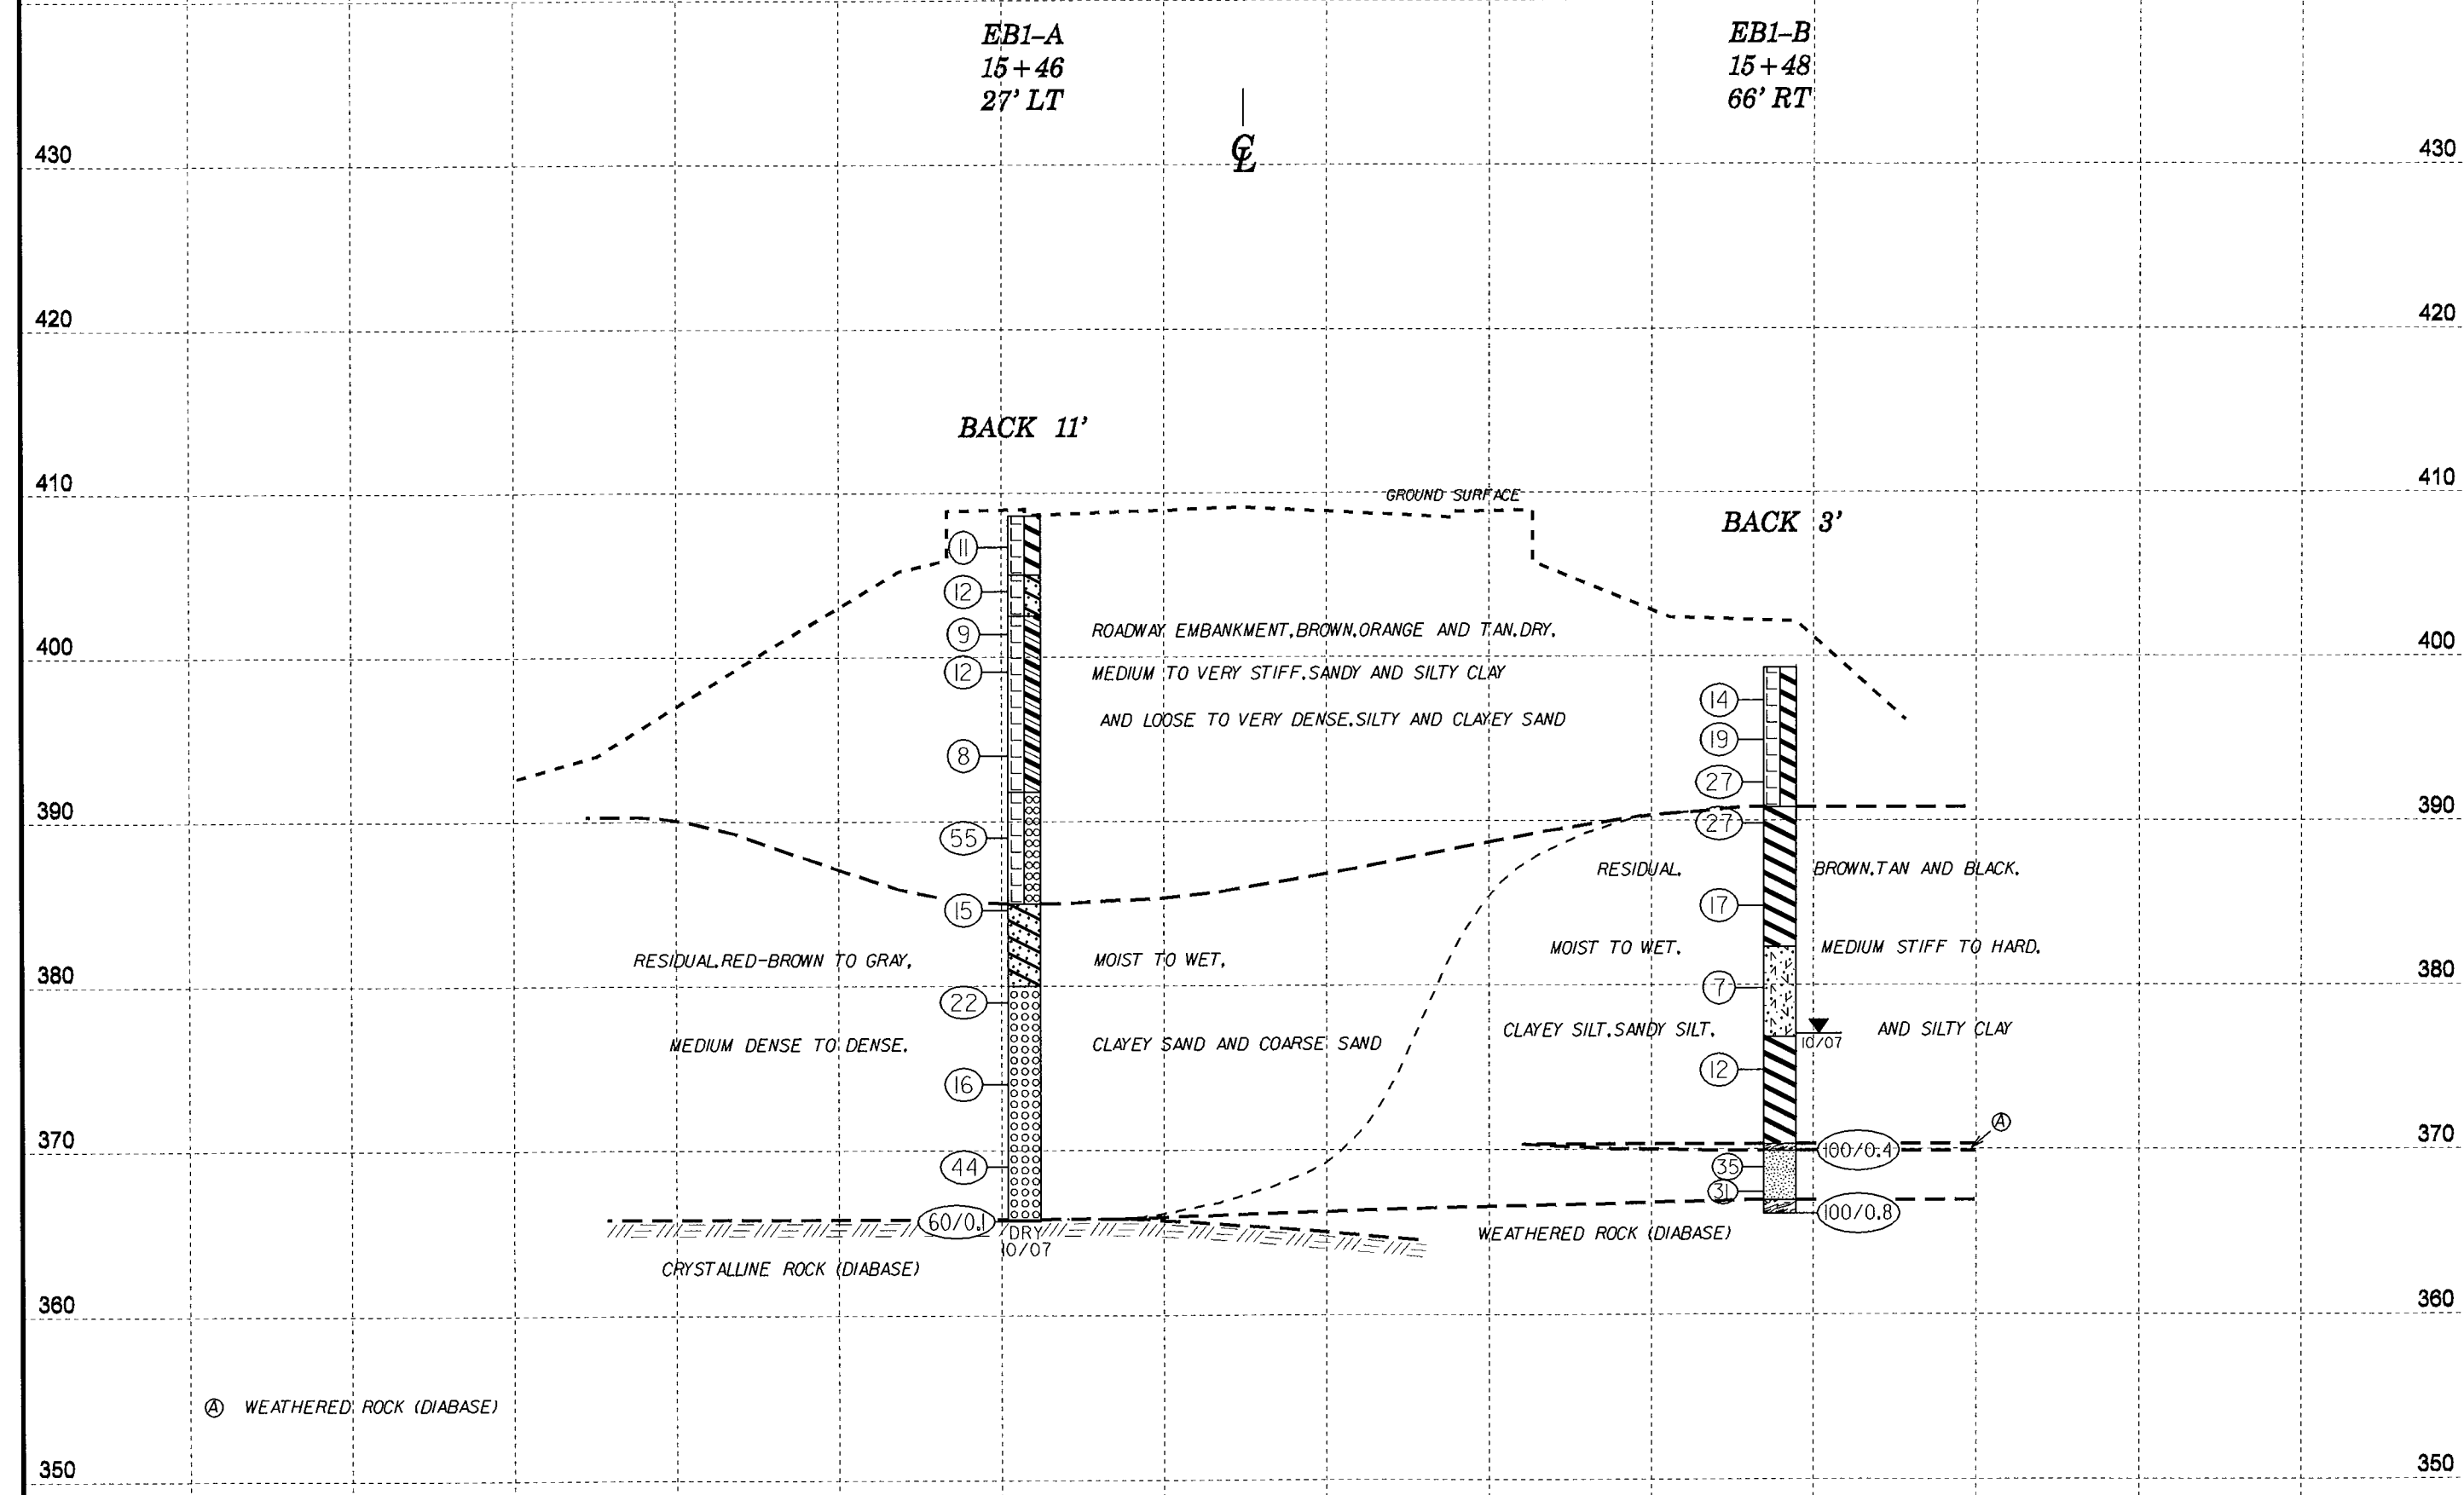 EB1-A
15+46
27' LT
EB1-B
15+48
66' RT
℄
430
430
420
420
BACK 11'
410
410
GROUND SURFACE
BACK 3'
11
12
9
12
8
55
15
22
16
44
60/0.1
DRY
10/07
ROADWAY EMBANKMENT, BROWN, ORANGE AND TAN, DRY,
MEDIUM TO VERY STIFF, SANDY AND SILTY CLAY
AND LOOSE TO VERY DENSE, SILTY AND CLAYEY SAND
400
400
14
19
27
27
17
7
12
100/0.4
35
31
100/0.8
10/07
390
390
RESIDUAL, BROWN, TAN AND BLACK,
MOIST TO WET, MEDIUM STIFF TO HARD,
CLAYEY SILT, SANDY SILT, AND SILTY CLAY
RESIDUAL, RED-BROWN TO GRAY, MOIST TO WET,
MEDIUM DENSE TO DENSE, CLAYEY SAND AND COARSE SAND
380
380
A
370
370
WEATHERED ROCK (DIABASE)
CRYSTALLINE ROCK (DIABASE)
360
360
A WEATHERED ROCK (DIABASE)
350
350